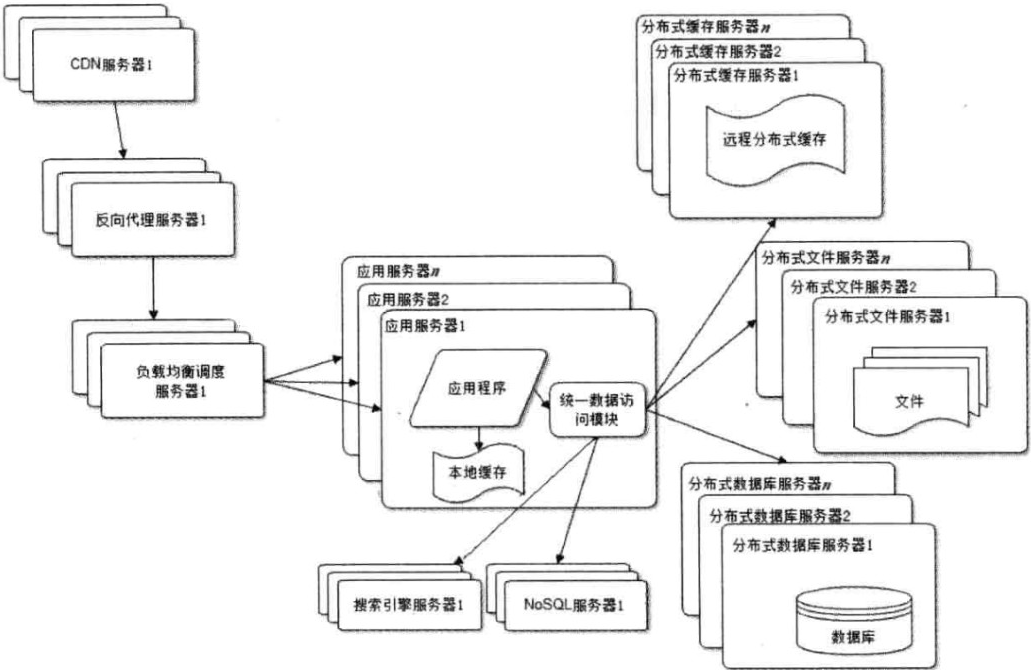 CDN服务器1
反向代理服务器1
负载均衡调度
服务器1
应用服务器n
应用服务器2
应用服务器1
应用程序
统一数据访
问模块
本地缓存
分布式缓存服务器n
分布式缓存服务器2
分布式缓存服务器1
远程分布式缓存
分布式文件服务器n
分布式文件服务器2
分布式文件服务器1
文件
分布式数据库服务器n
分布式数据库服务器2
分布式数据库服务器1
数据库
搜索引擎服务器1
NoSQL服务器1